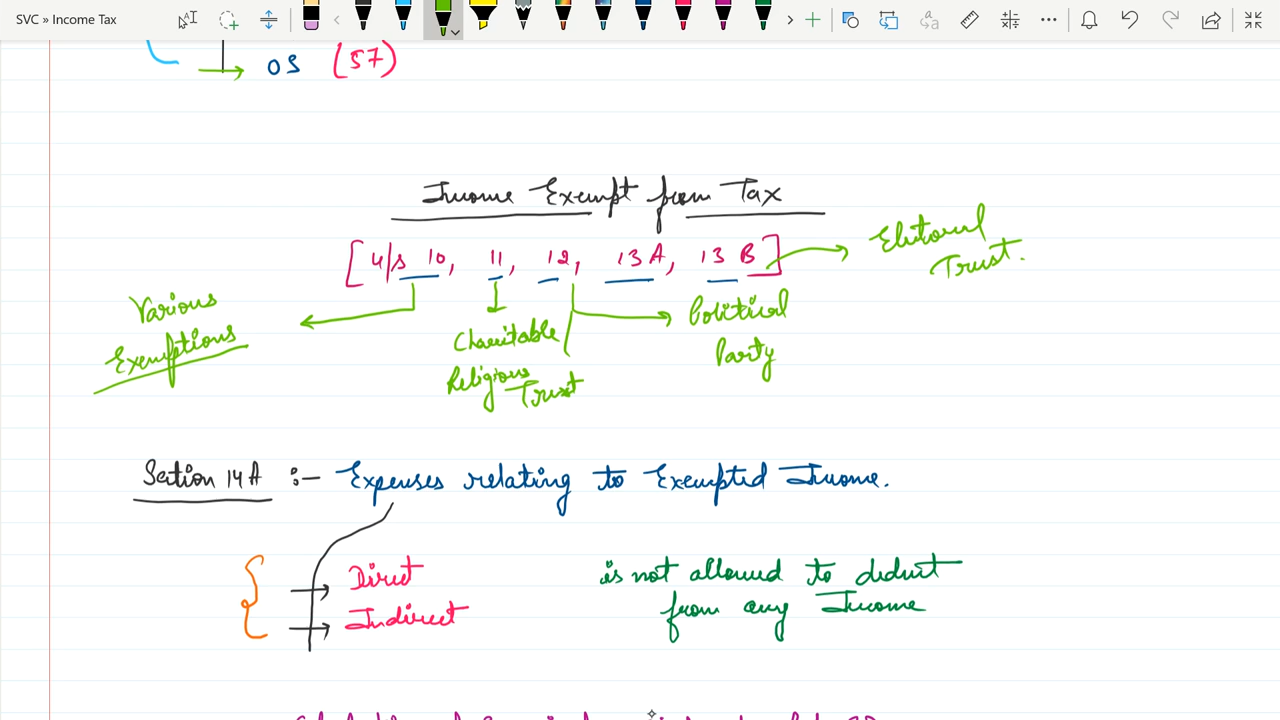 SVC » Income Tax
OS (57)
Income Exempt from Tax
[u/s 10, 11, 12, 13A, 13B]
Electoral
Trust.
Various
Exemptions
Charitable/
Religious
Trust
Political
Party
Section 14A :- Expenses relating to Exempted Income.
Direct
Indirect
is not allowed to deduct
from any Income